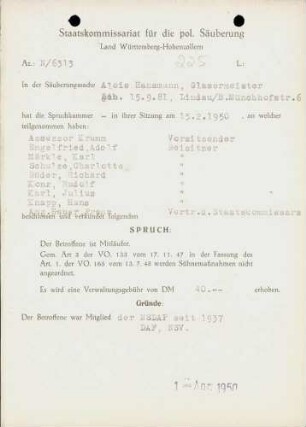 Staatskommissariat für die pol. Säuberung
Land Württemberg-Hohenzollern
Az.: N/6313
L:
In der Säuberungssache Alois Hanemann, Glasermeister
geb. 15.9.81, Lindau/B. Münchhofstr.6
hat die Spruchkammer – in ihrer Sitzung am 15.2.1950, an welcher
teilgenommen haben:
Assessor Krumm Vorsitzender
Engelfried, Adolf Beisitzer
Märkle, Karl "
Schulze, Charlotte "
Bäder, Richard "
Konz, Rudolf "
Karl, Julius "
Knapp, Hans "
Vertr.d.Staatskommissars
beschlossen und verkündet folgenden
SPRUCH:
Der Betroffene ist Mitläufer.
Gem. Art 3 der VO. 133 vom 17. 11. 47 in der Fassung des
Art. 1. der VO. 165 vom 13. 7. 48 werden Sühnemaßnahmen nicht
angeordnet.
Es wird eine Verwaltungsgebühr von DM 40.-- erhoben.
Gründe:
Der Betroffene war Mitglied der NSDAP seit 1937
DAF, NSV.
1950